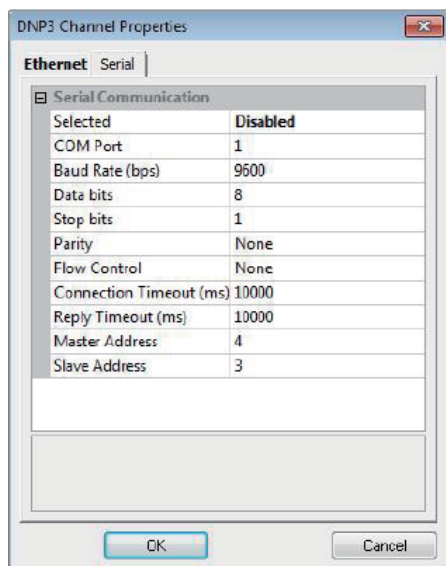 DNP3 Channel Properties
Ethernet Serial
Serial Communication
Selected Disabled
COM Port 1
Baud Rate (bps) 9600
Data bits 8
Stop bits 1
Parity None
Flow Control None
Connection Timeout (ms) 10000
Reply Timeout (ms) 10000
Master Address 4
Slave Address 3
OK Cancel